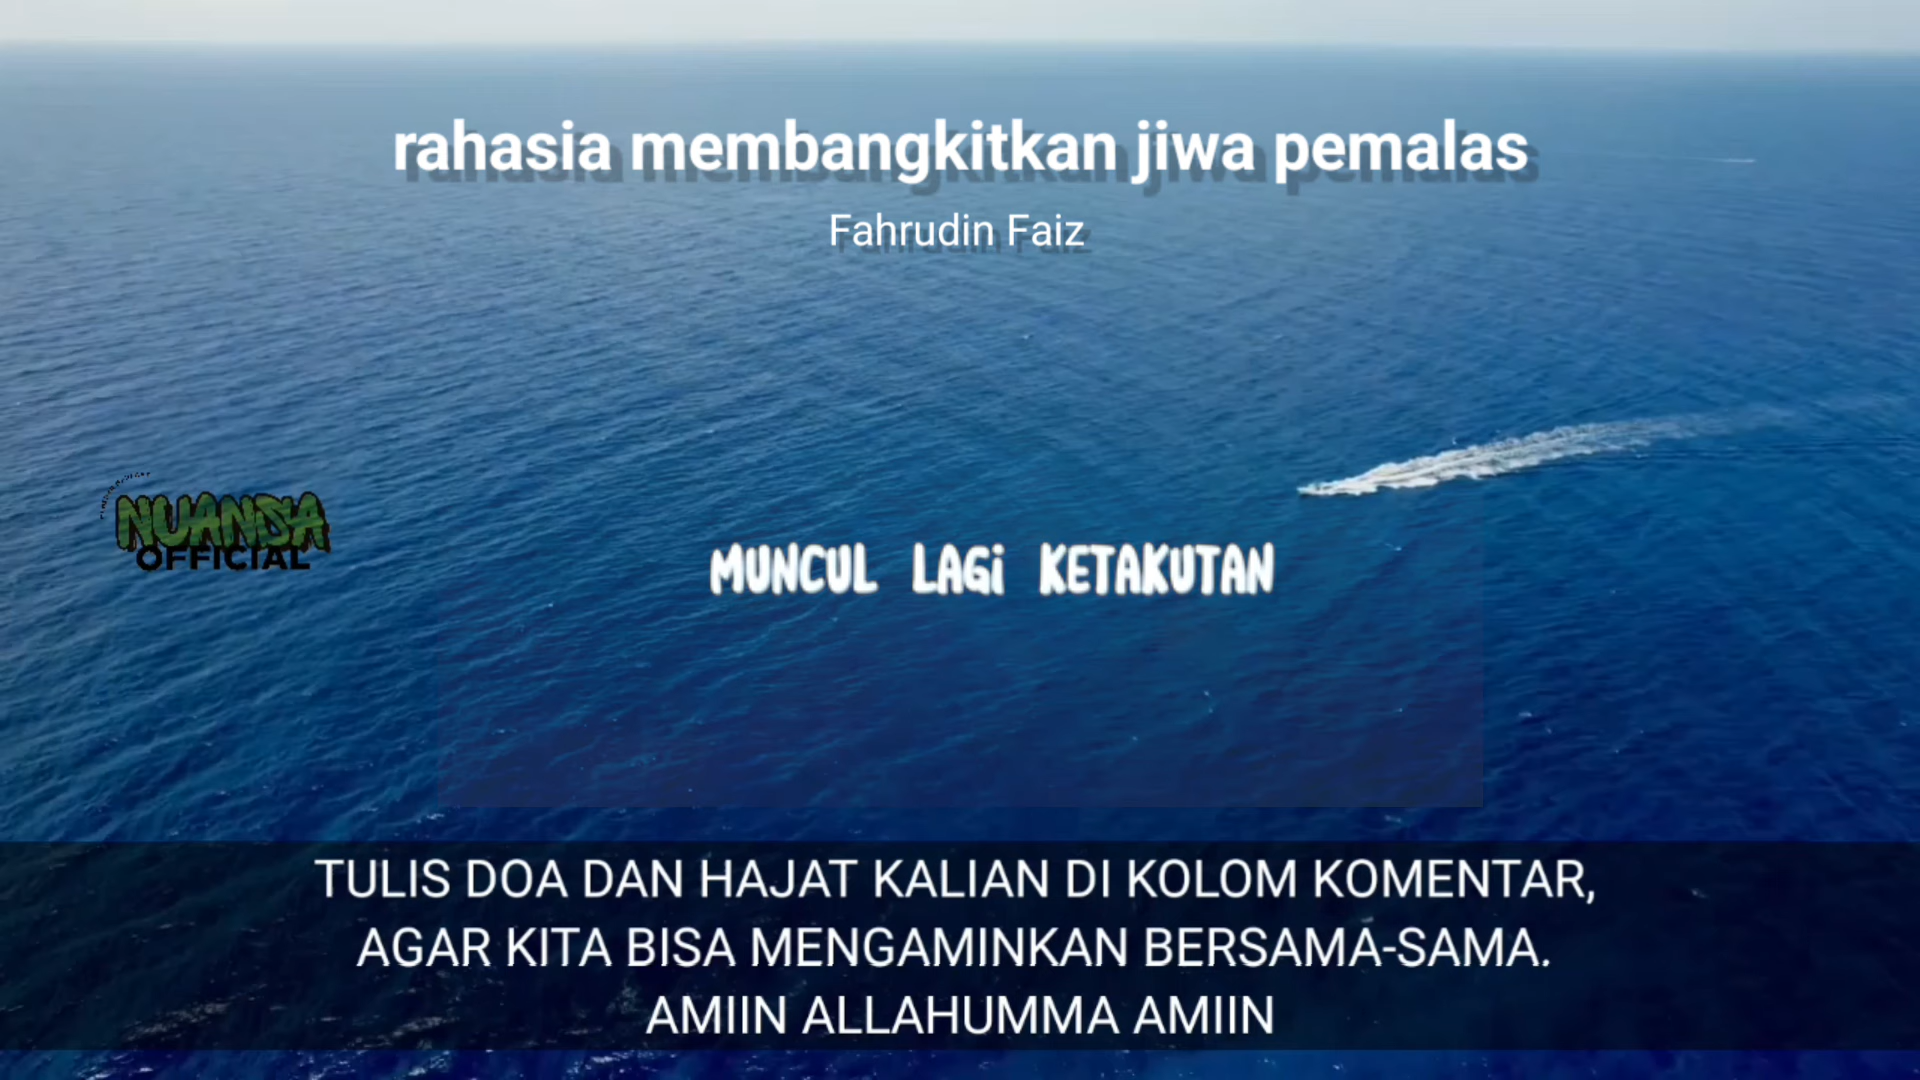 rahasia membangkitkan jiwa pemalas
Fahrudin Faiz
NUANSA
OFFICIAL
MUNCUL LAGi KETAKUTAN
TULIS DOA DAN HAJAT KALIAN DI KOLOM KOMENTAR,
AGAR KITA BISA MENGAMINKAN BERSAMA-SAMA.
AMIIN ALLAHUMMA AMIIN